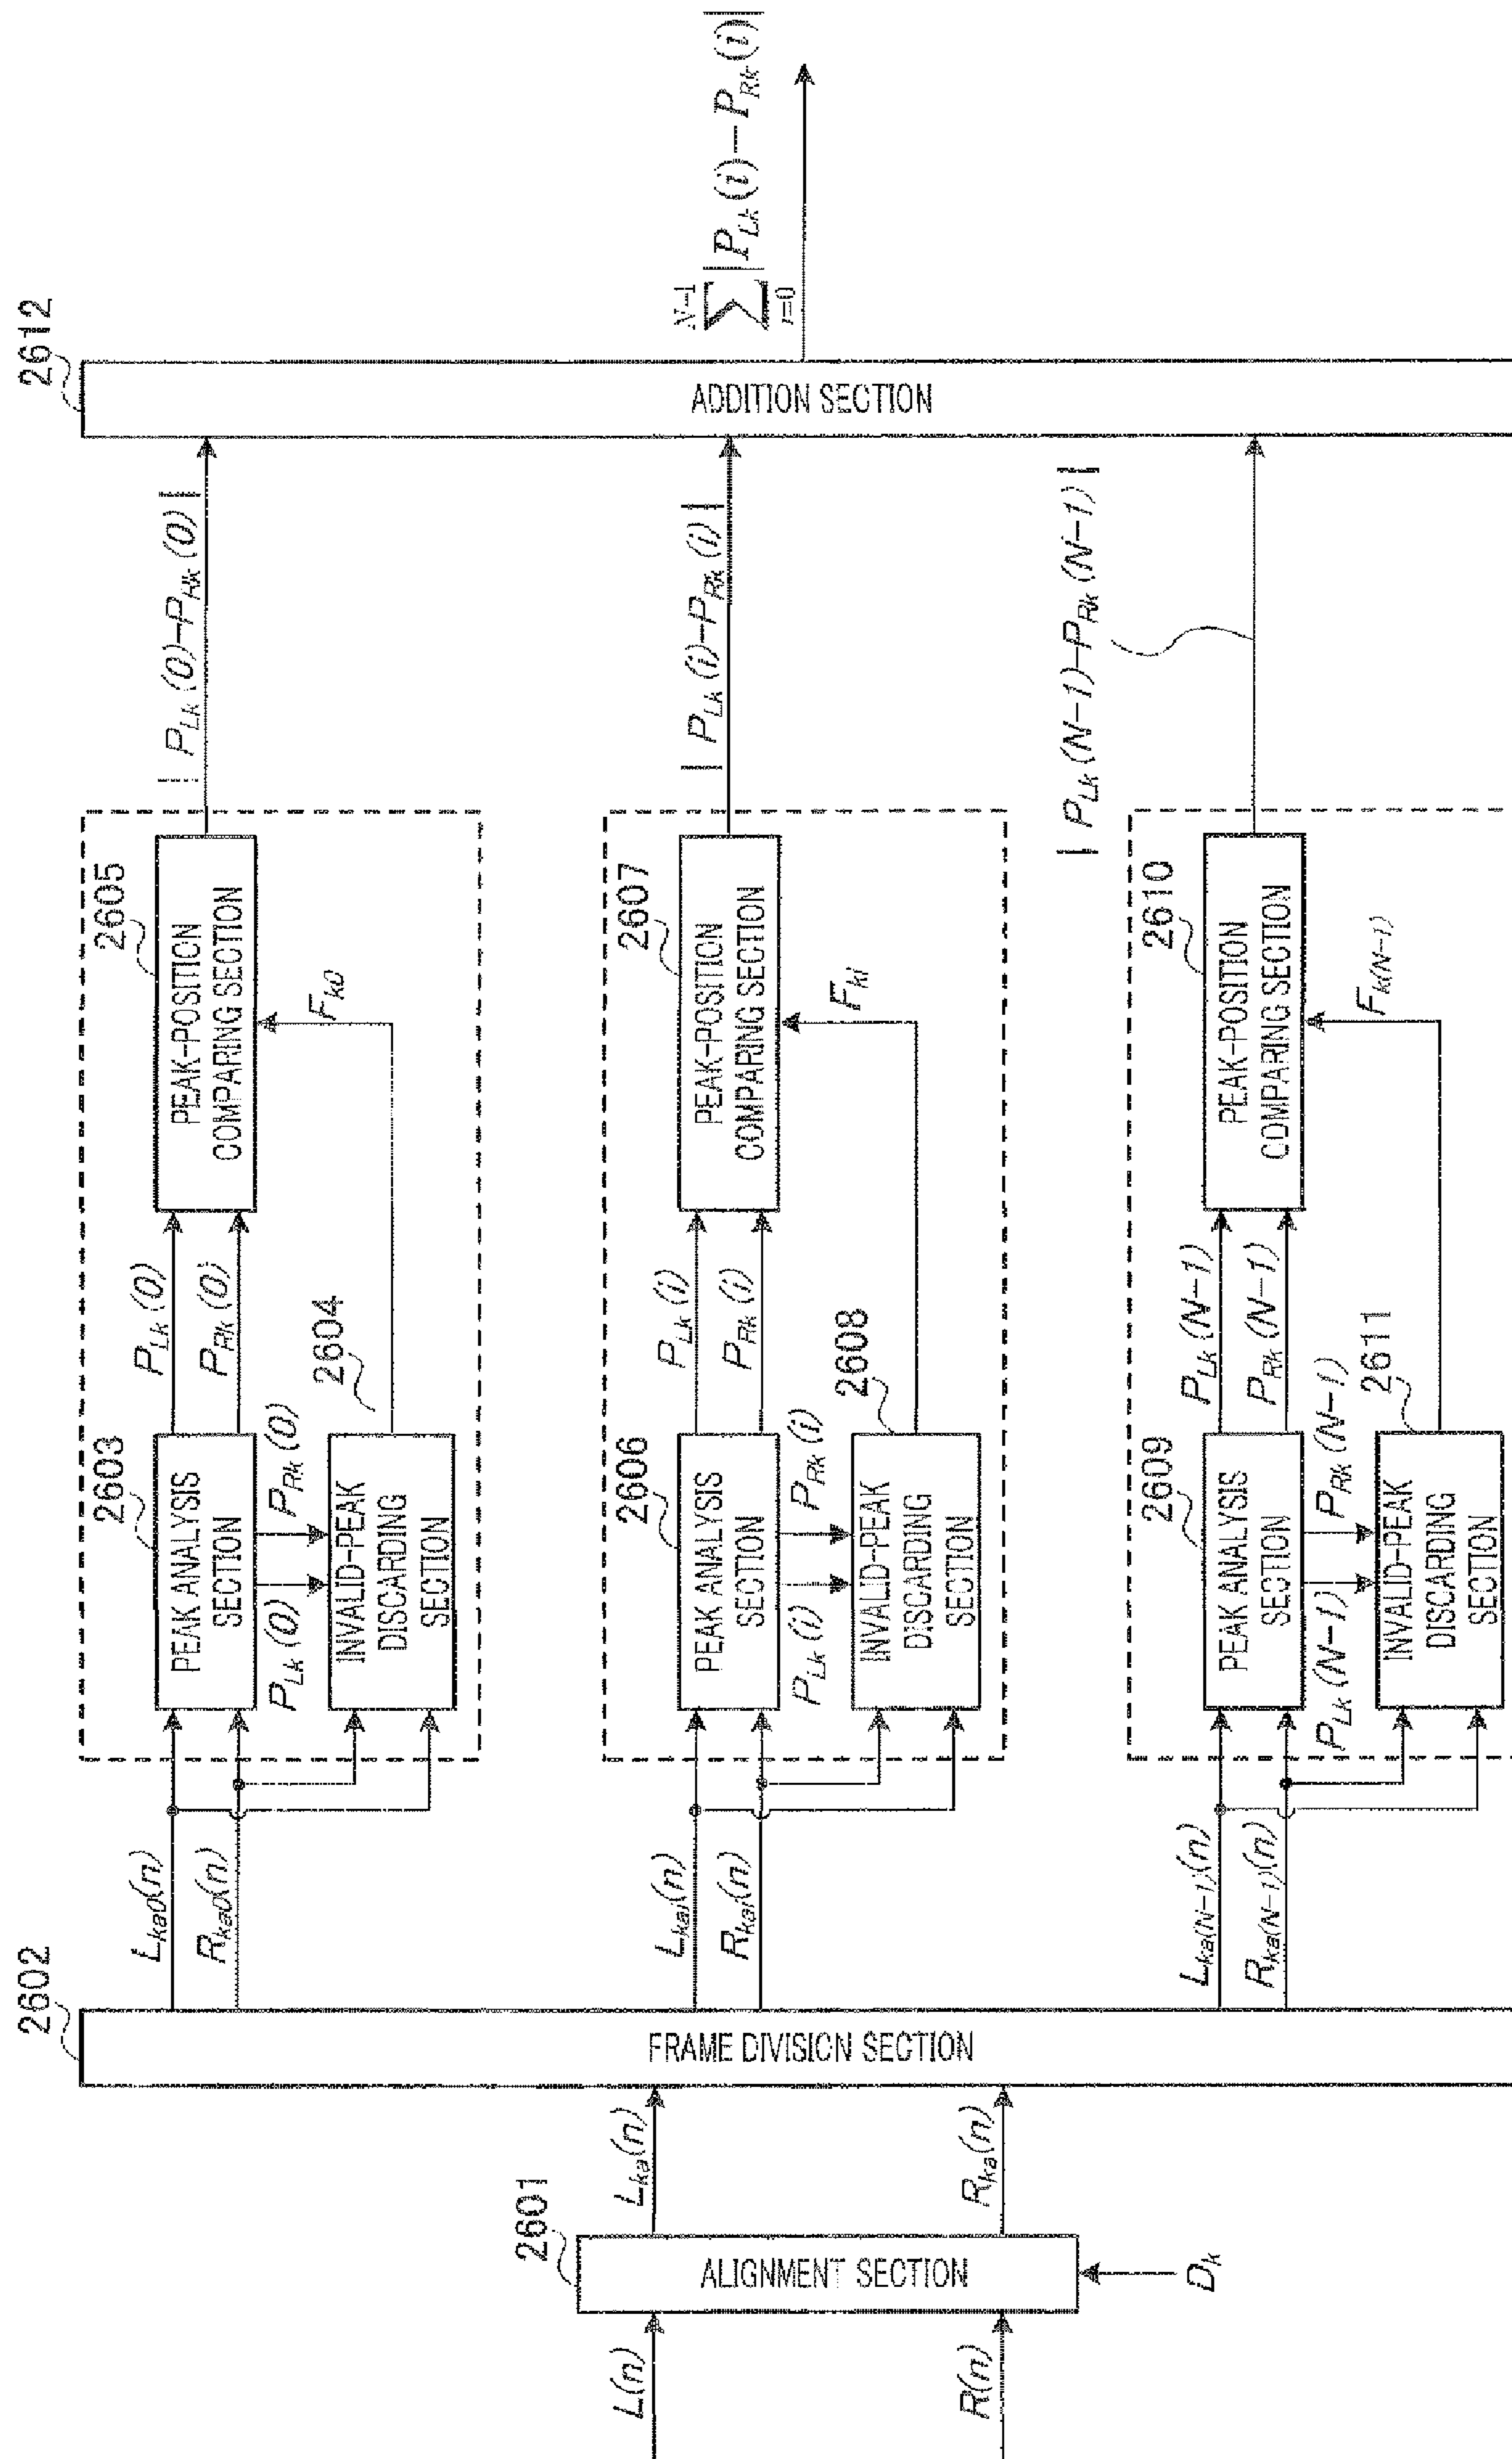 L(n)
R(n)
2601
ALIGNMENT SECTION
D_k
L_ka(n)
R_ka(n)
2602
FRAME DIVISION SECTION
L_ka0(n)
R_ka0(n)
2603
PEAK ANALYSIS
SECTION
P_Lk(0)
P_Rk(0)
P_Lk(0)
P_Rk(0)
2604
INVALID-PEAK
DISCARDING
SECTION
F_k0
2605
PEAK-POSITION
COMPARING SECTION
| P_Lk(0)-P_Rk(0) |
L_kai(n)
R_kai(n)
2606
PEAK ANALYSIS
SECTION
P_Lk(i)
P_Rk(i)
P_Lk(i)
P_Rk(i)
2608
INVALID-PEAK
DISCARDING
SECTION
F_ki
2607
PEAK-POSITION
COMPARING SECTION
| P_Lk(i)-P_Rk(i) |
L_ka(N-1)(n)
R_ka(N-1)(n)
2609
PEAK ANALYSIS
SECTION
P_Lk(N-1)
P_Rk(N-1)
P_Lk(N-1)
P_Rk(N-1)
2611
INVALID-PEAK
DISCARDING
SECTION
F_k(N-1)
2610
PEAK-POSITION
COMPARING SECTION
| P_Lk(N-1)-P_Rk(N-1) |
2612
ADDITION SECTION
N-1
∑ |P_Lk(i)-P_Rk(i)|
i=0